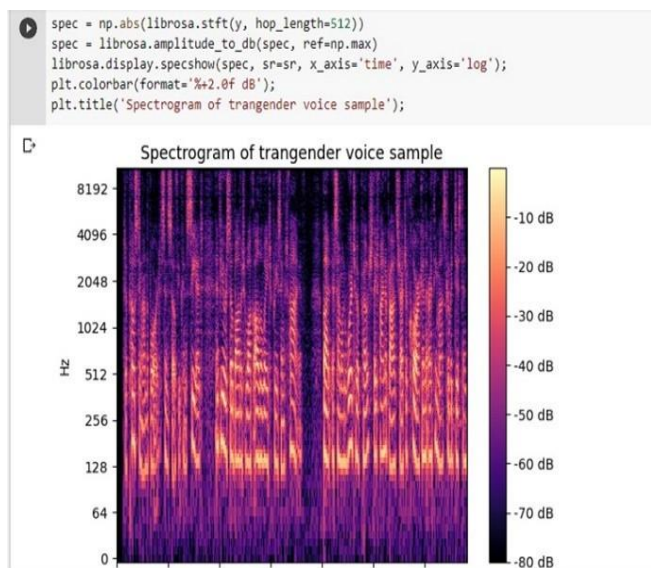 spec = np.abs(librosa.stft(y, hop_length=512))
spec = librosa.amplitude_to_db(spec, ref=np.max)
librosa.display.specshow(spec, sr=sr, x_axis='time', y_axis='log');
plt.colorbar(format='%+2.0f dB');
plt.title('Spectrogram of trangender voice sample');
Spectrogram of trangender voice sample
8192
4096
2048
1024
512
256
128
64
0
Hz
-10 dB
-20 dB
-30 dB
-40 dB
-50 dB
-60 dB
-70 dB
-80 dB